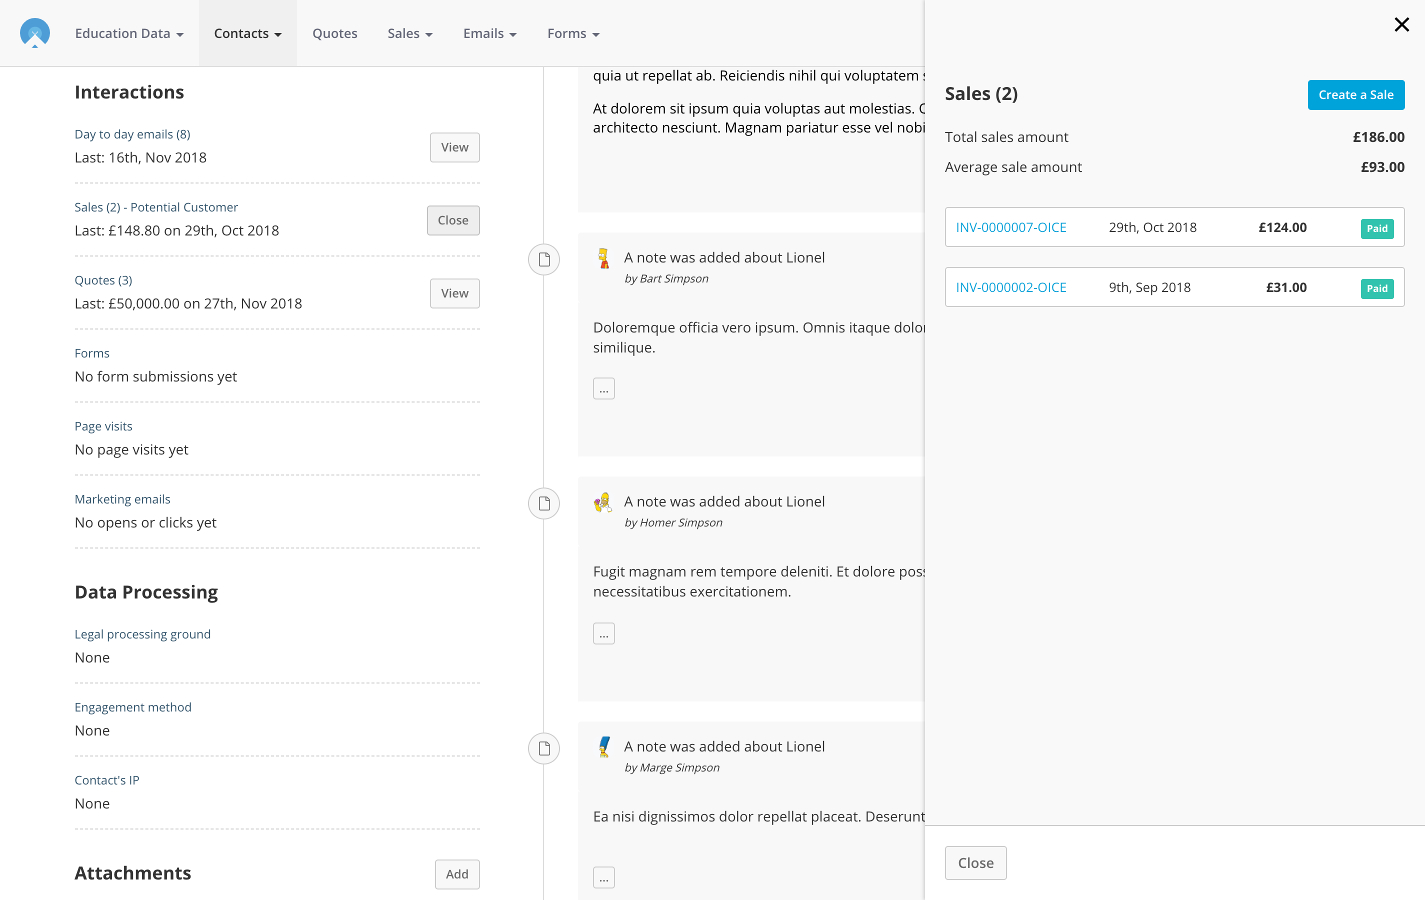 Education Data
Contacts
Quotes
Sales
Emails
Forms
Interactions
Day to day emails (8)
Last: 16th, Nov 2018
View
Sales (2) - Potential Customer
Last: £148.80 on 29th, Oct 2018
Close
Quotes (3)
Last: £50,000.00 on 27th, Nov 2018
View
Forms
No form submissions yet
Page visits
No page visits yet
Marketing emails
No opens or clicks yet
Data Processing
Legal processing ground
None
Engagement method
None
Contact's IP
None
Attachments
Add
quia ut repellat ab. Reiciendis nihil qui voluptatem
At dolorem sit ipsum quia voluptas aut molestias.
architecto nesciunt. Magnam pariatur esse vel
A note was added about Lionel
by Bart Simpson
Doloremque officia vero ipsum. Omnis itaque
similique.
...
A note was added about Lionel
by Homer Simpson
Fugit magnam rem tempore deleniti. Et dolore
necessitatibus exercitationem.
...
A note was added about Lionel
by Marge Simpson
Ea nisi dignissimos dolor repellat placeat. Deserunt
...
Sales (2)
Create a Sale
Total sales amount £186.00
Average sale amount £93.00
INV-0000007-OICE 29th, Oct 2018 £124.00 Paid
INV-0000002-OICE 9th, Sep 2018 £31.00 Paid
Close